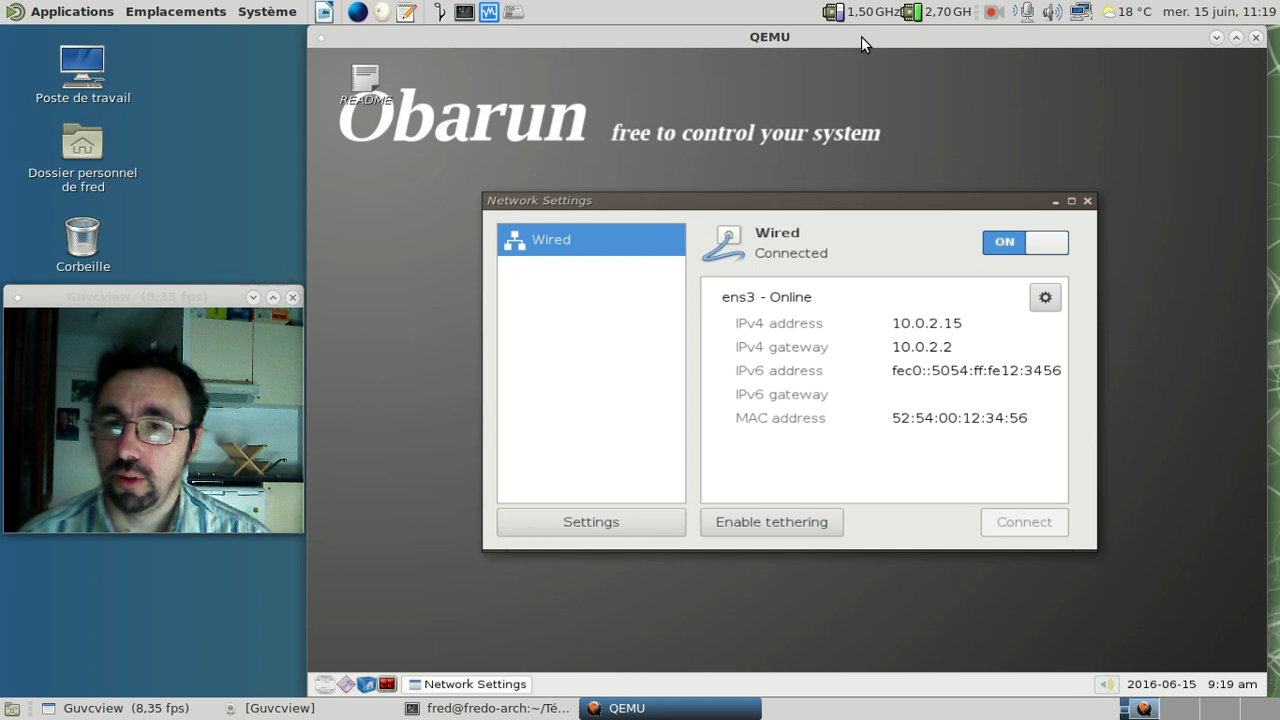 Applications Emplacements Système
1,50 GHz 2,70 GH 18 °C mer. 15 juin, 11:19
QEMU
Poste de travail
Dossier personnel
de fred
Corbeille
Guvcview (8,35 fps)
README
Obarun free to control your system
Network Settings
Wired
Wired
Connected
ON
ens3 - Online
IPv4 address 10.0.2.15
IPv4 gateway 10.0.2.2
IPv6 address fec0::5054:ff:fe12:3456
IPv6 gateway
MAC address 52:54:00:12:34:56
Settings
Enable tethering
Connect
Network Settings
2016-06-15 9:19 am
Guvcview (8,35 fps)
[Guvcview]
fred@fredo-arch:~/Té...
QEMU